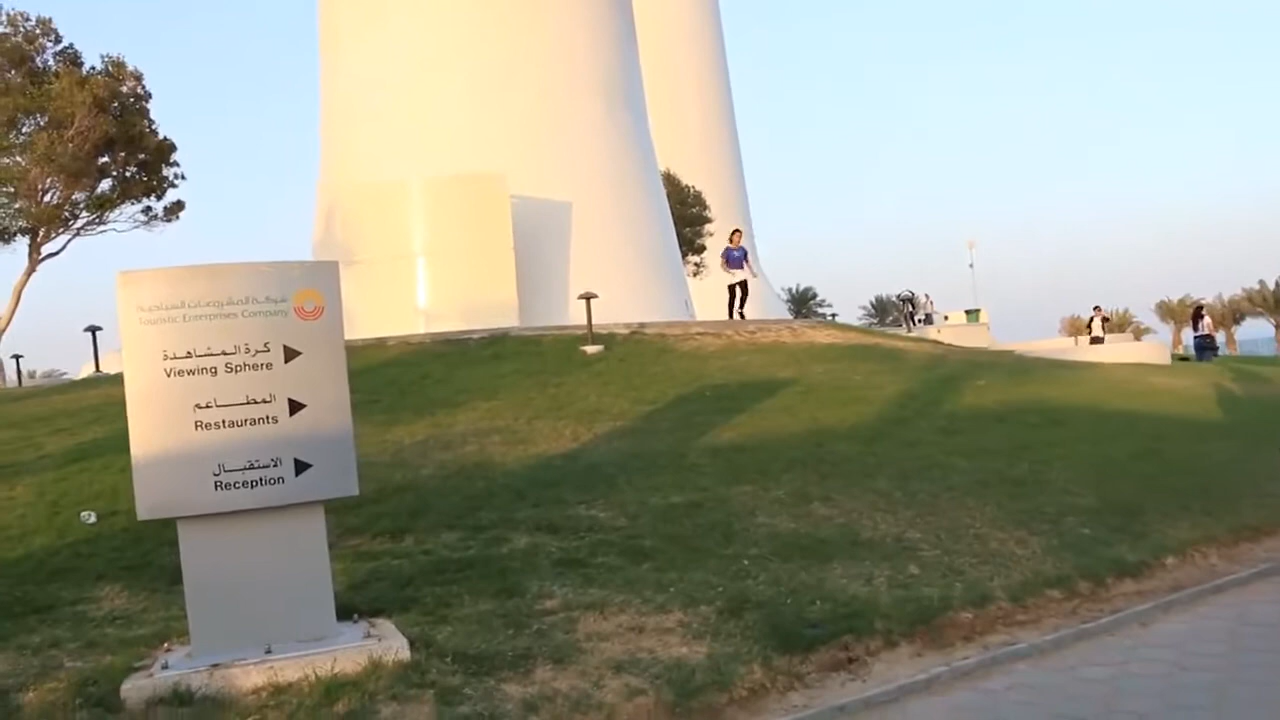 شركة المشروعات السياحية
Touristic Enterprises Company
كرة المشاهدة
Viewing Sphere
المطاعم
Restaurants
الاستقبال
Reception